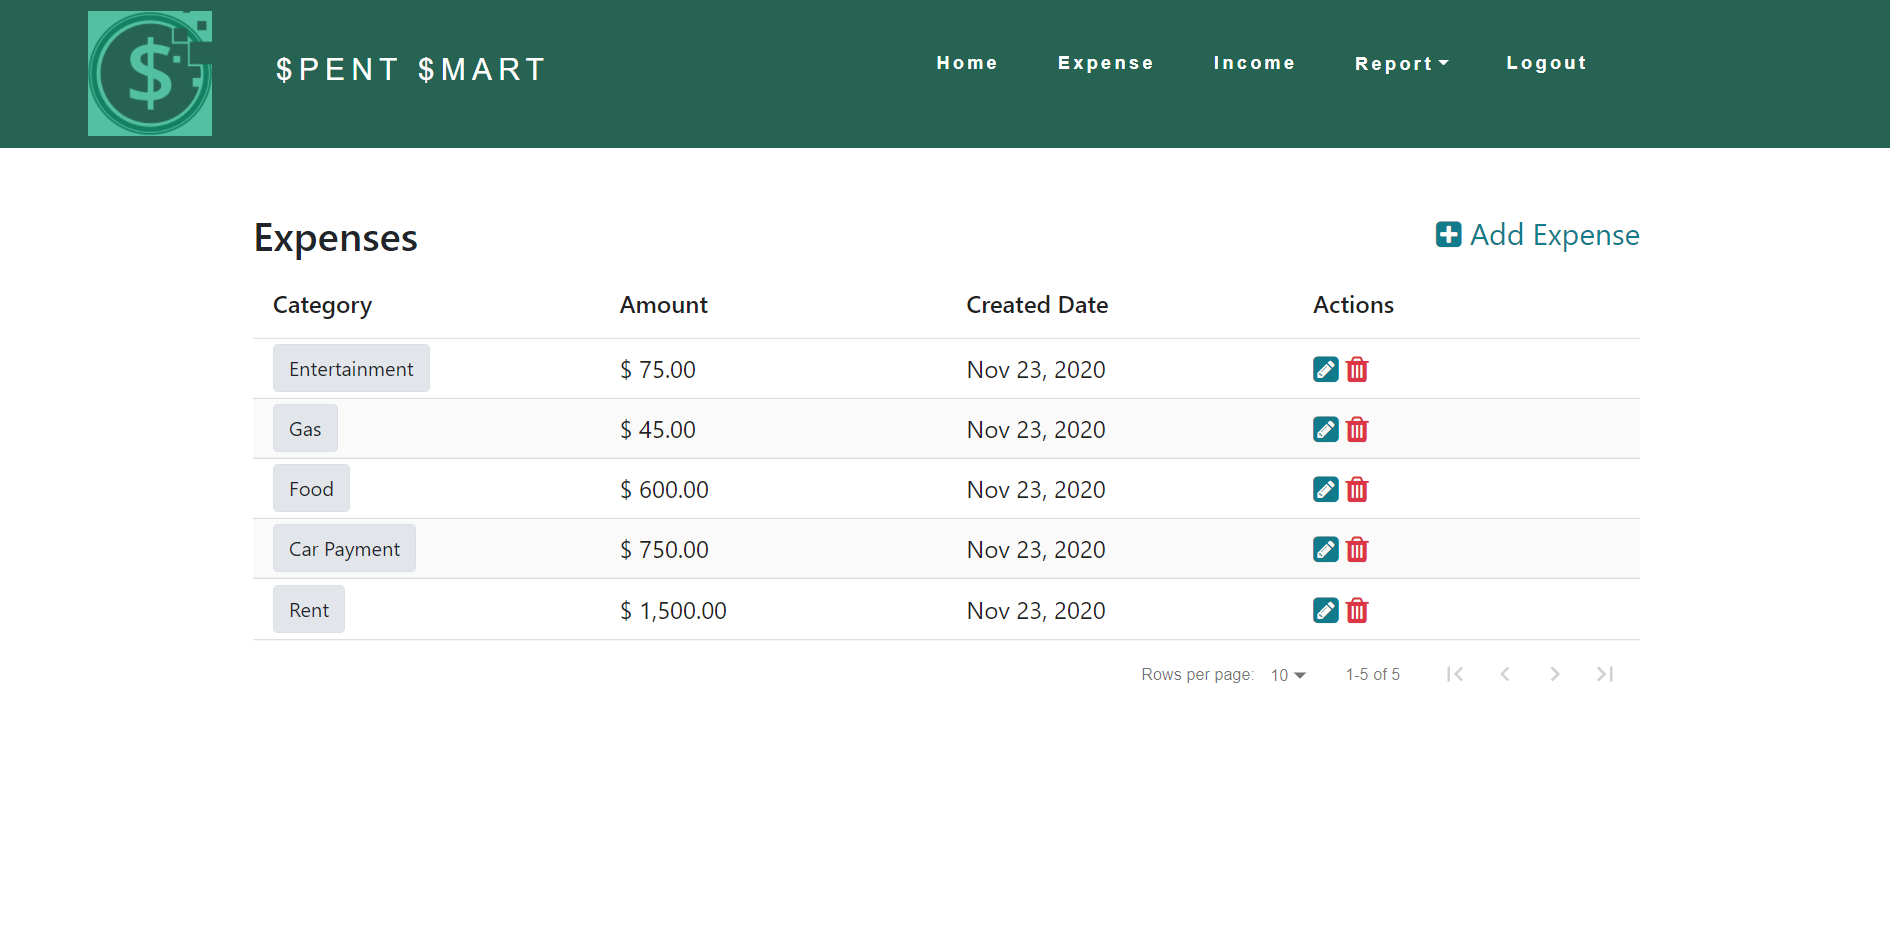 $
$PENT $MART
Home Expense Income Report Logout
Expenses
Add Expense
Category Amount Created Date Actions
Entertainment $ 75.00 Nov 23, 2020
Gas $ 45.00 Nov 23, 2020
Food $ 600.00 Nov 23, 2020
Car Payment $ 750.00 Nov 23, 2020
Rent $ 1,500.00 Nov 23, 2020
Rows per page: 10 1-5 of 5